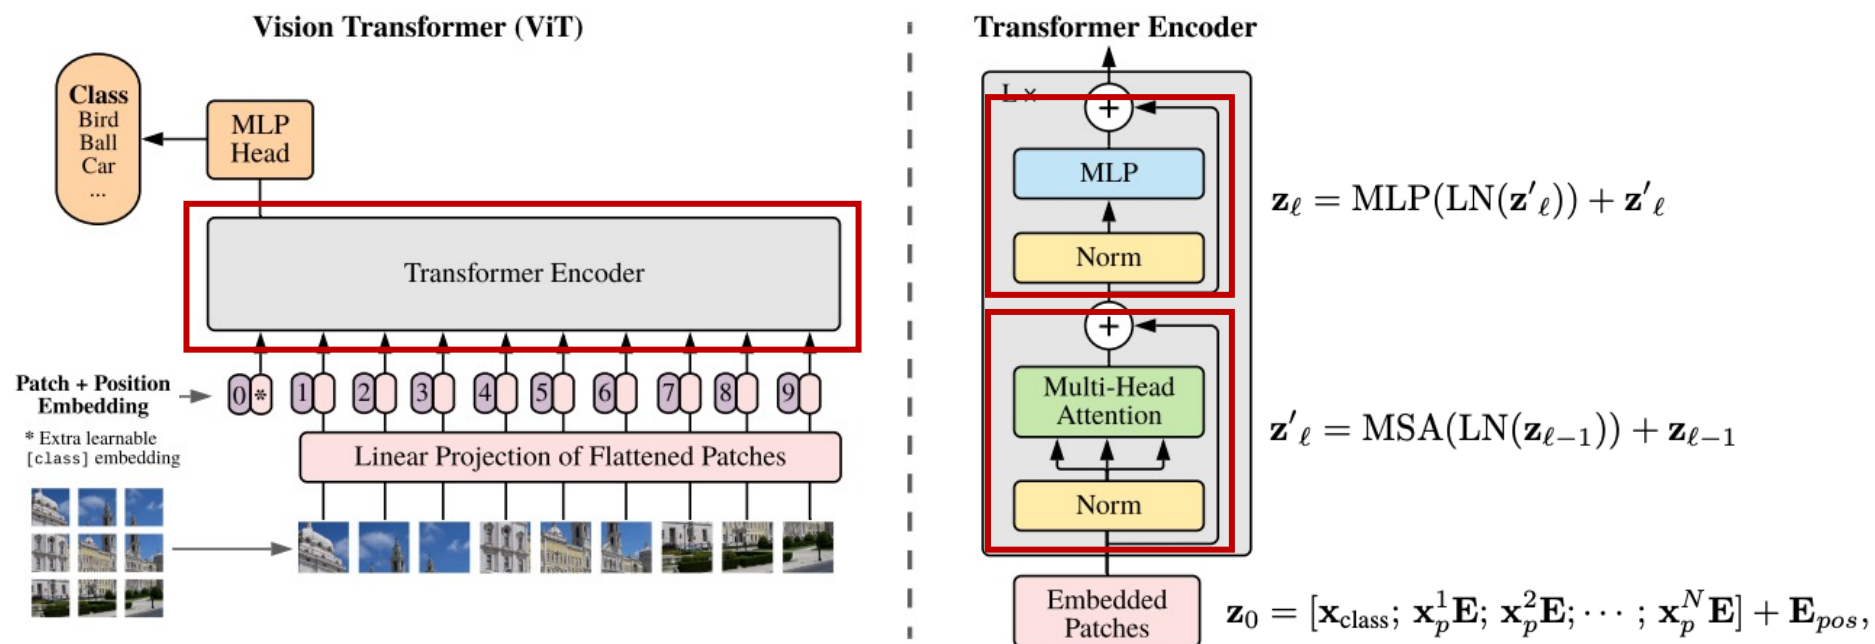 Vision Transformer (ViT)
Class
Bird
Ball
Car
...
MLP
Head
Transformer Encoder
Patch + Position
Embedding
0 * 1 2 3 4 5 6 7 8 9
* Extra learnable
[class] embedding
Linear Projection of Flattened Patches
Transformer Encoder
L ×
+
MLP
Norm
z_ℓ = MLP(LN(z′_ℓ)) + z′_ℓ
+
Multi-Head
Attention
Norm
z′_ℓ = MSA(LN(z_{ℓ−1})) + z_{ℓ−1}
Embedded
Patches
z_0 = [x_class; x_p^1 E; x_p^2 E; ⋯ ; x_p^N E] + E_pos,